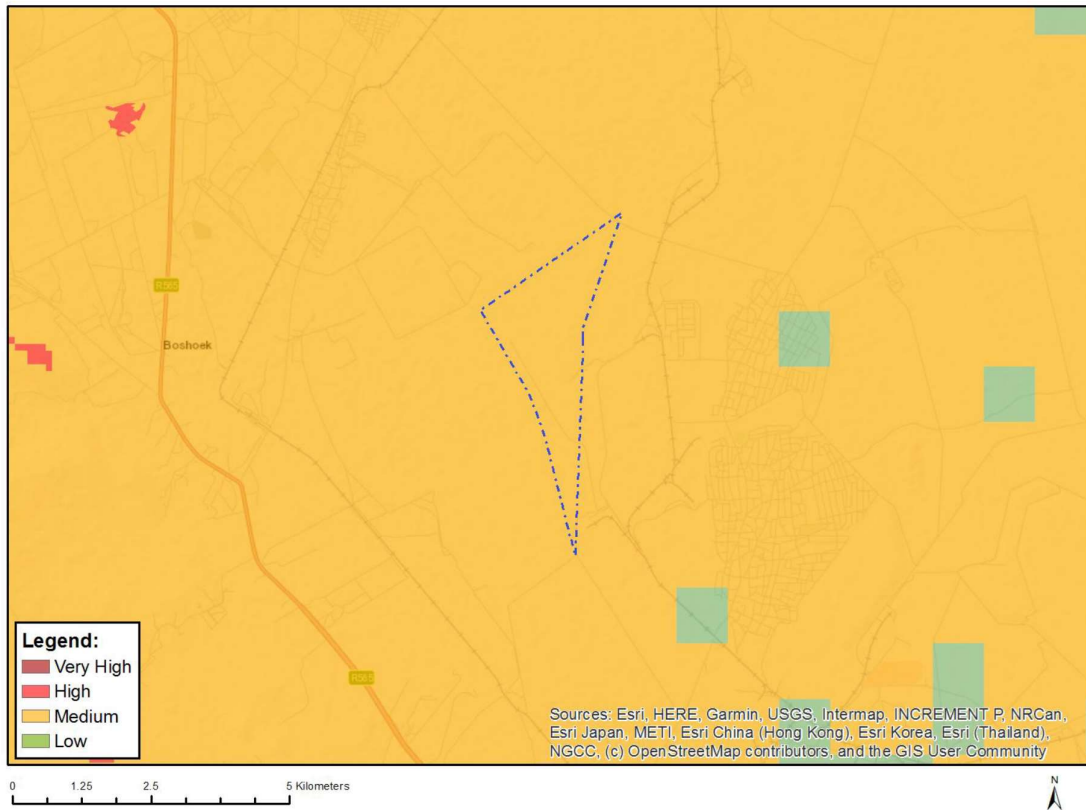 R565
Boshoek
R565
Legend:
Very High
High
Medium
Low
Sources: Esri, HERE, Garmin, USGS, Intermap, INCREMENT P, NRCan,
Esri Japan, METI, Esri China (Hong Kong), Esri Korea, Esri (Thailand),
NGCC, (c) OpenStreetMap contributors, and the GIS User Community
0 1.25 2.5 5 Kilometers
N